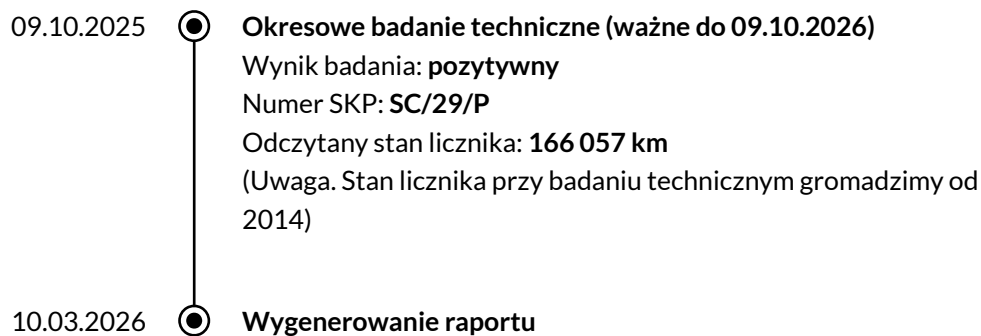 09.10.2025 Okresowe badanie techniczne (ważne do 09.10.2026)
Wynik badania: pozytywny
Numer SKP: SC/29/P
Odczytany stan licznika: 166 057 km
(Uwaga. Stan licznika przy badaniu technicznym gromadzimy od
2014)
10.03.2026 Wygenerowanie raportu